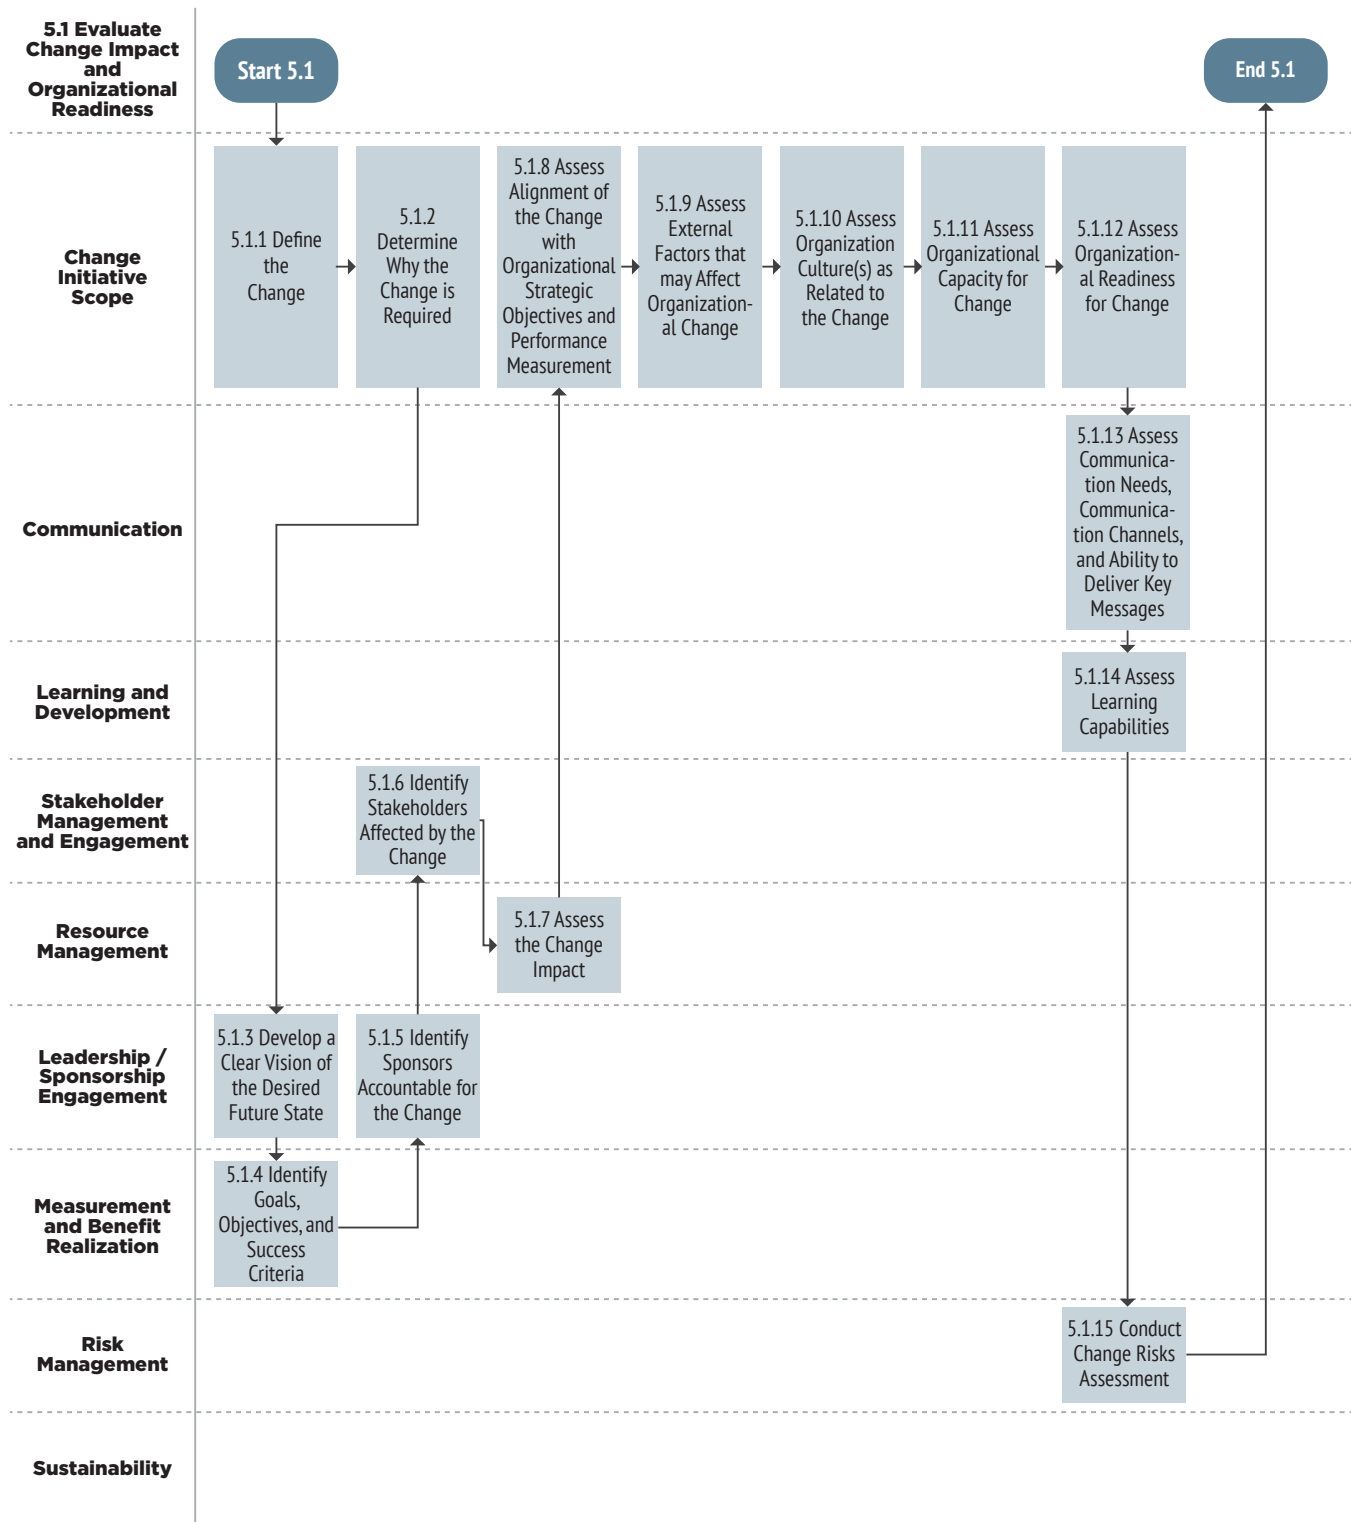 5.1 Evaluate
Change Impact
and
Organizational
Readiness
Start 5.1
End 5.1
Change
Initiative
Scope
5.1.1 Define
the
Change
5.1.2
Determine
Why the
Change is
Required
5.1.8 Assess
Alignment of
the Change
with
Organizational
Strategic
Objectives and
Performance
Measurement
5.1.9 Assess
External
Factors that
may Affect
Organization-
al Change
5.1.10 Assess
Organization
Culture(s) as
Related to
the Change
5.1.11 Assess
Organizational
Capacity for
Change
5.1.12 Assess
Organization-
al Readiness
for Change
Communication
5.1.13 Assess
Communica-
tion Needs,
Communica-
tion Channels,
and Ability to
Deliver Key
Messages
Learning and
Development
5.1.14 Assess
Learning
Capabilities
Stakeholder
Management
and Engagement
5.1.6 Identify
Stakeholders
Affected by the
Change
Resource
Management
5.1.7 Assess
the Change
Impact
Leadership /
Sponsorship
Engagement
5.1.3 Develop a
Clear Vision of
the Desired
Future State
5.1.5 Identify
Sponsors
Accountable for
the Change
Measurement
and Benefit
Realization
5.1.4 Identify
Goals,
Objectives, and
Success
Criteria
Risk
Management
5.1.15 Conduct
Change Risks
Assessment
Sustainability